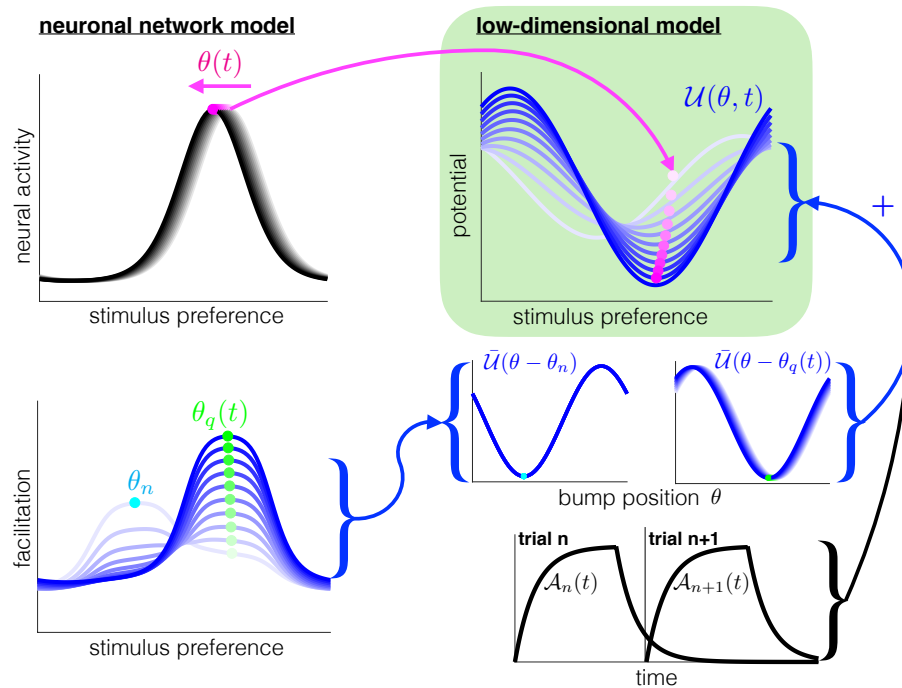 neuronal network model
low-dimensional model
θ(t)
neural activity
stimulus preference
𝒰(θ, t)
potential
stimulus preference
+
θ_q(t)
θ_n
facilitation
stimulus preference
𝒰̄(θ − θ_n)
𝒰̄(θ − θ_q(t))
bump position θ
trial n
trial n+1
𝒜_n(t)
𝒜_{n+1}(t)
time